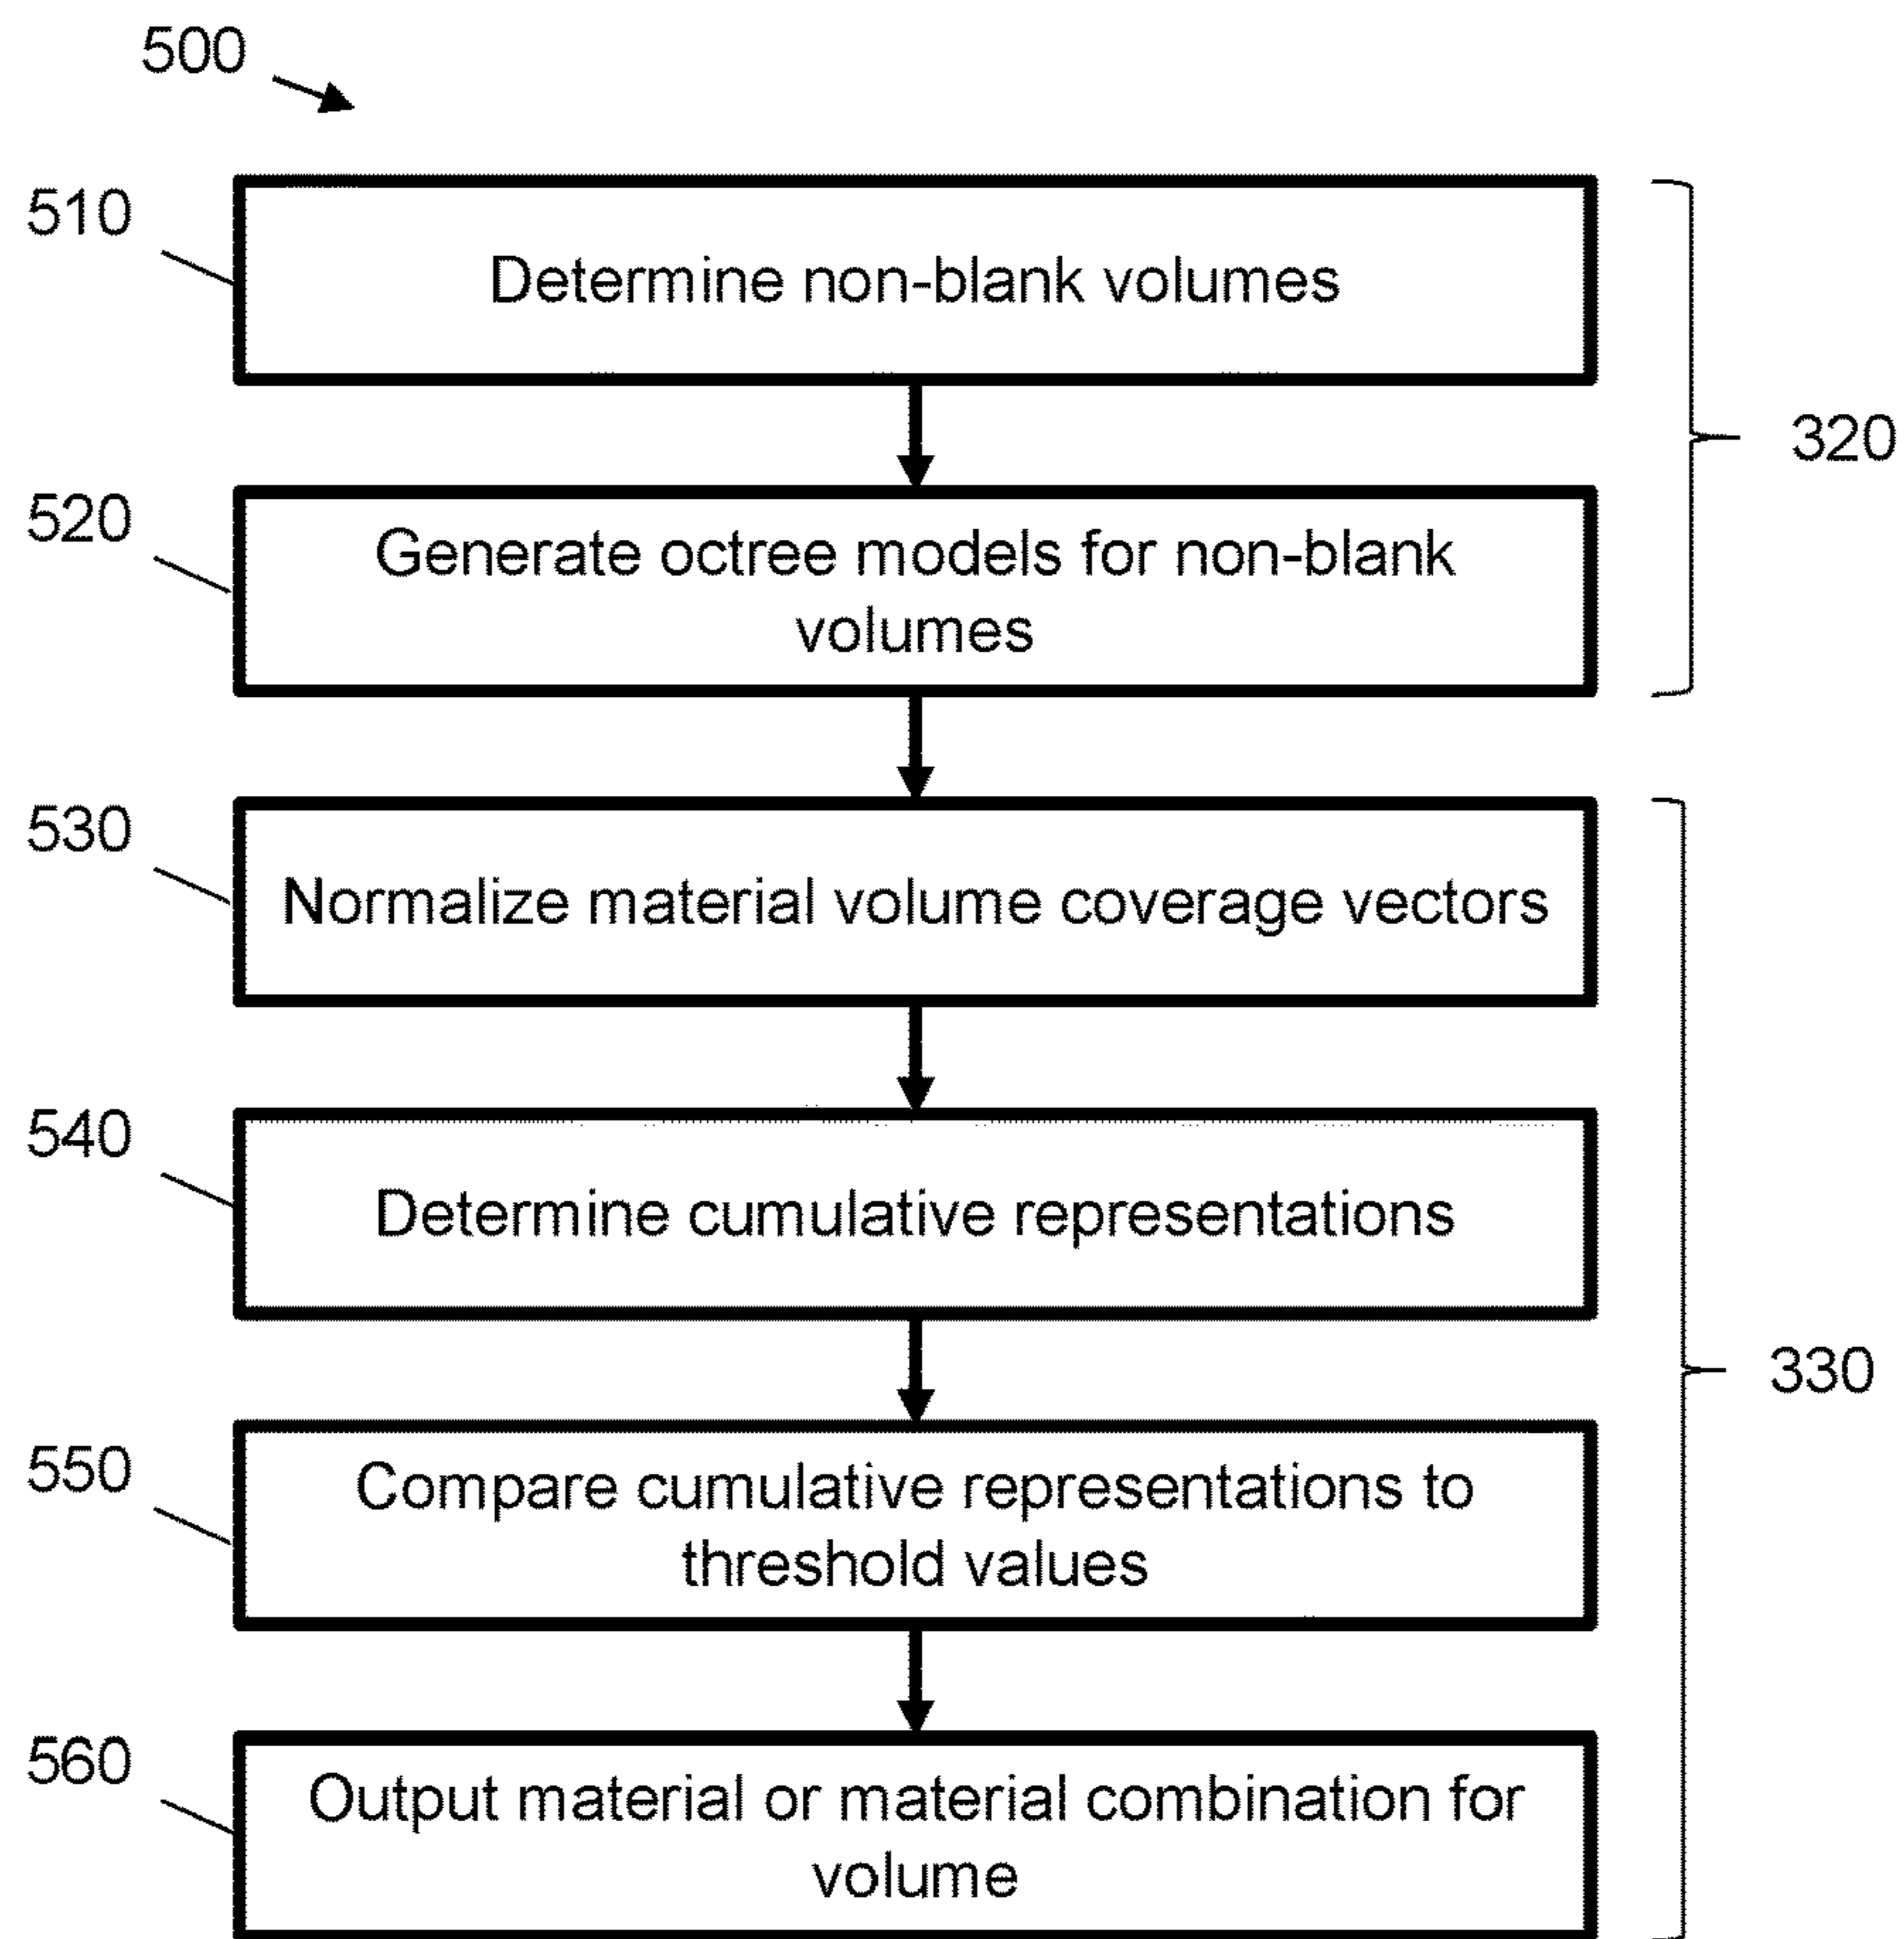 500
510
Determine non-blank volumes
320
520
Generate octree models for non-blank
volumes
530
Normalize material volume coverage vectors
540
Determine cumulative representations
330
550
Compare cumulative representations to
threshold values
560
Output material or material combination for
volume